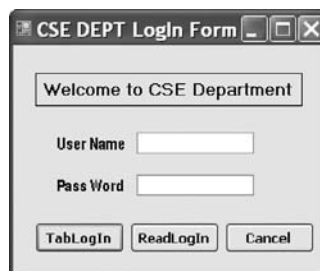 CSE DEPT LogIn Form
Welcome to CSE Department
User Name
Pass Word
TabLogIn ReadLogIn Cancel